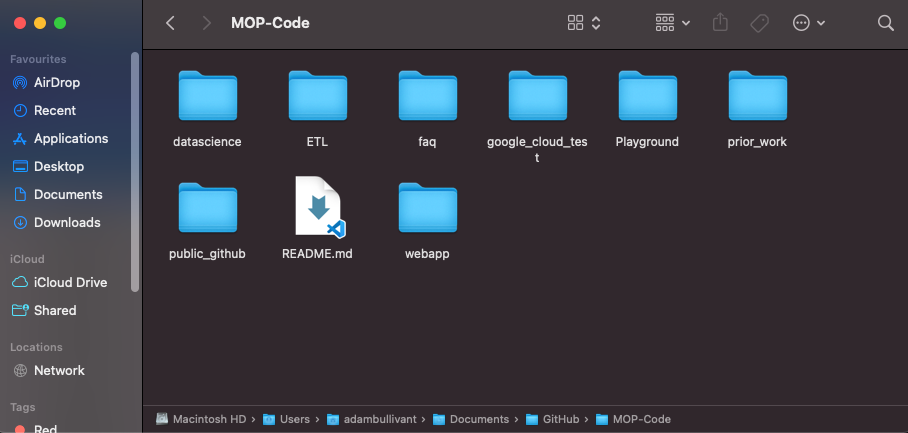 MOP-Code
Favourites
AirDrop
Recent
Applications
Desktop
Documents
Downloads
iCloud
iCloud Drive
Shared
Locations
Network
Tags
Red
datascience
ETL
faq
google_cloud_tes
t
Playground
prior_work
public_github
README.md
webapp
Macintosh HD › Users › adambullivant › Documents › GitHub › MOP-Code